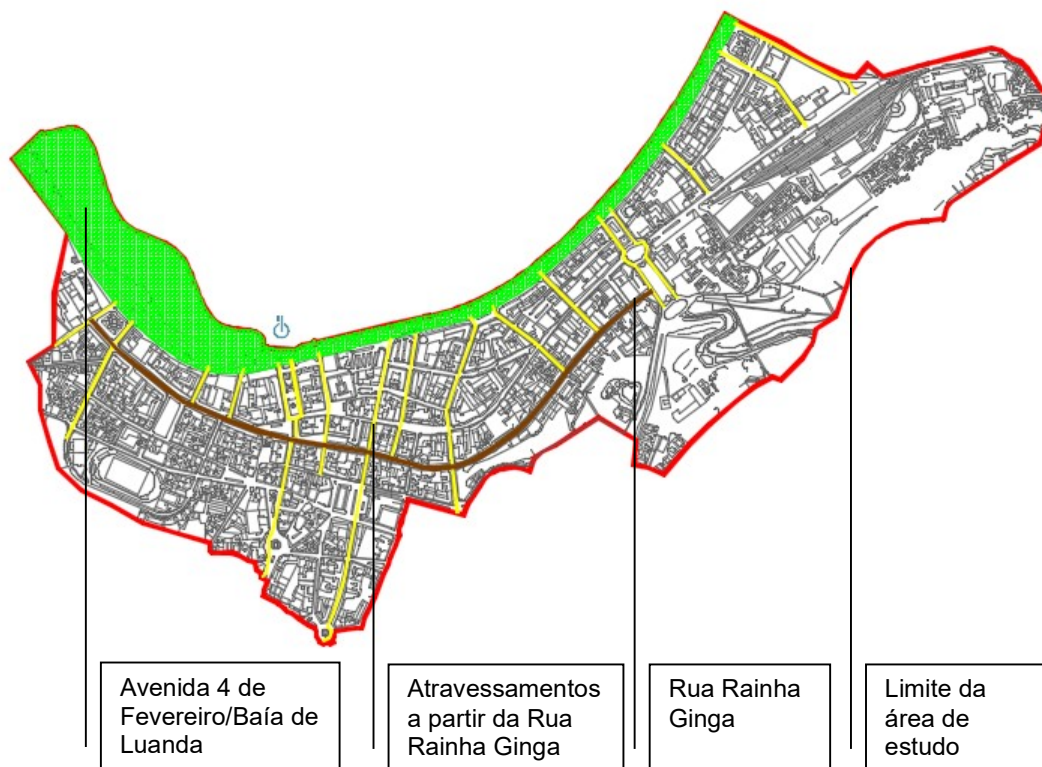 Avenida 4 de
Fevereiro/Baía de
Luanda
Atravessamentos
a partir da Rua
Rainha Ginga
Rua Rainha
Ginga
Limite da
área de
estudo